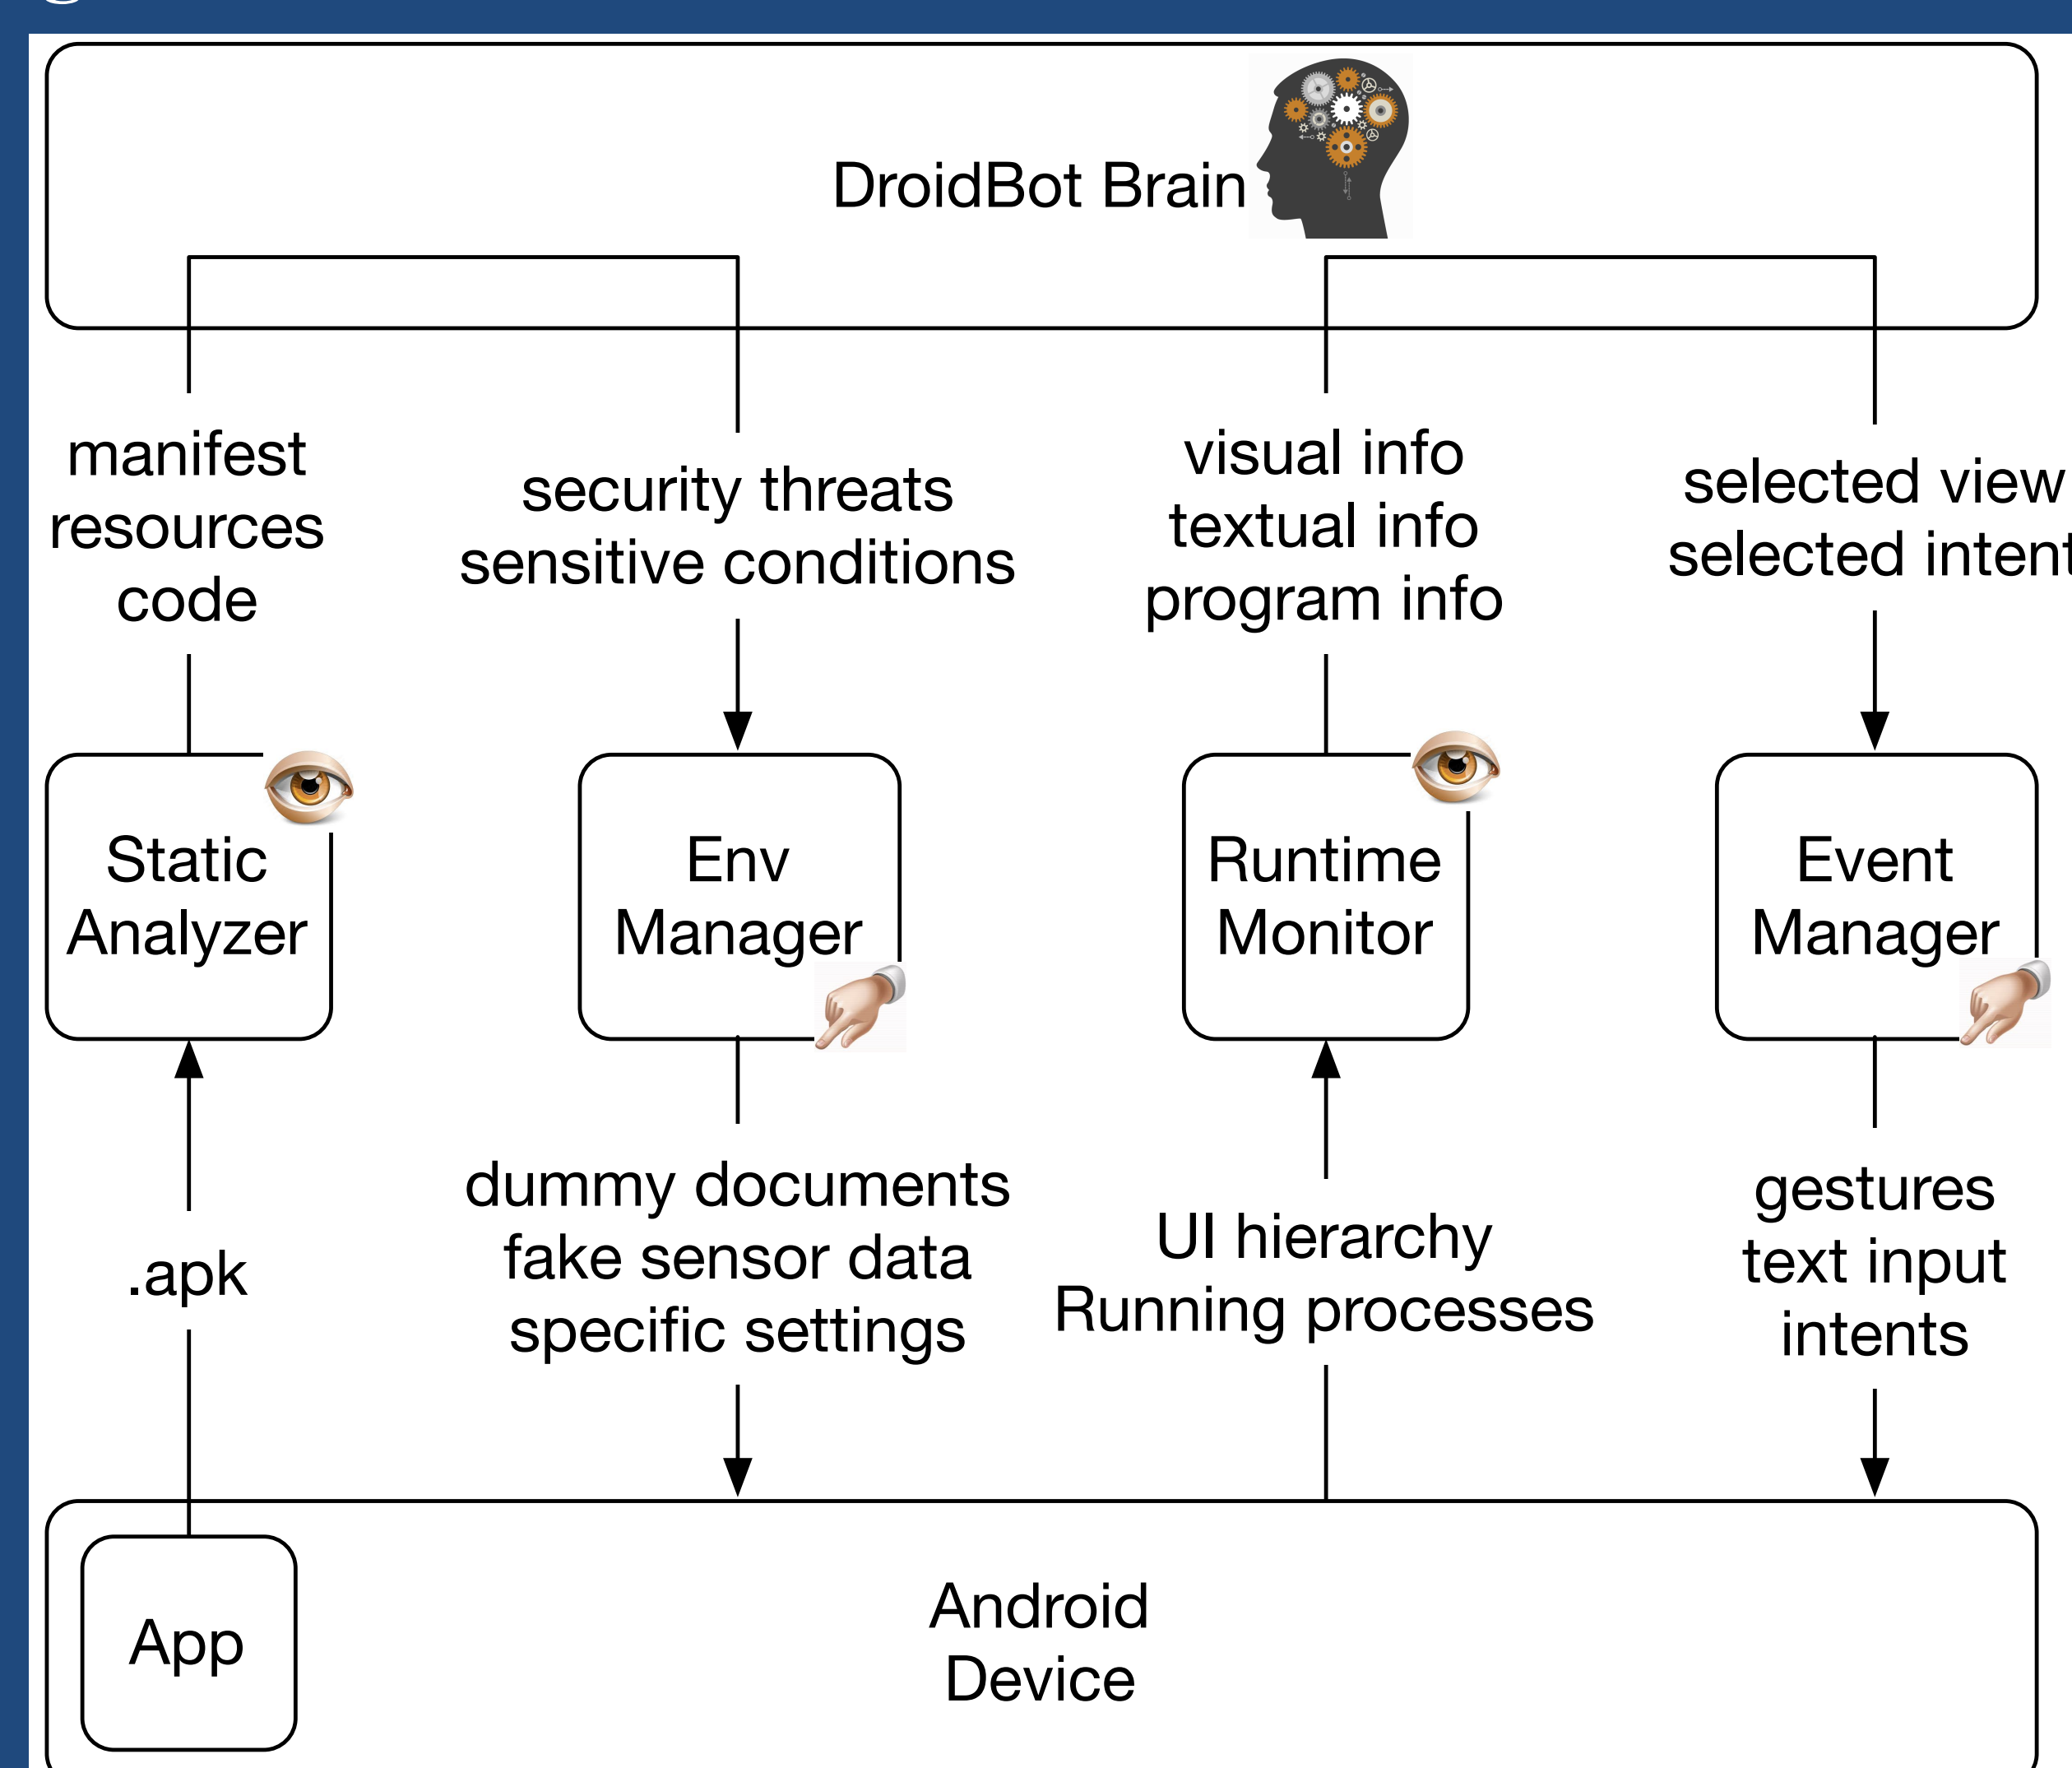 DroidBot Brain
manifest
resources
code
security threats
sensitive conditions
visual info
textual info
program info
selected view
selected intent
Static
Analyzer
Env
Manager
Runtime
Monitor
Event
Manager
.apk
dummy documents
fake sensor data
specific settings
UI hierarchy
Running processes
gestures
text input
intents
App
Android
Device